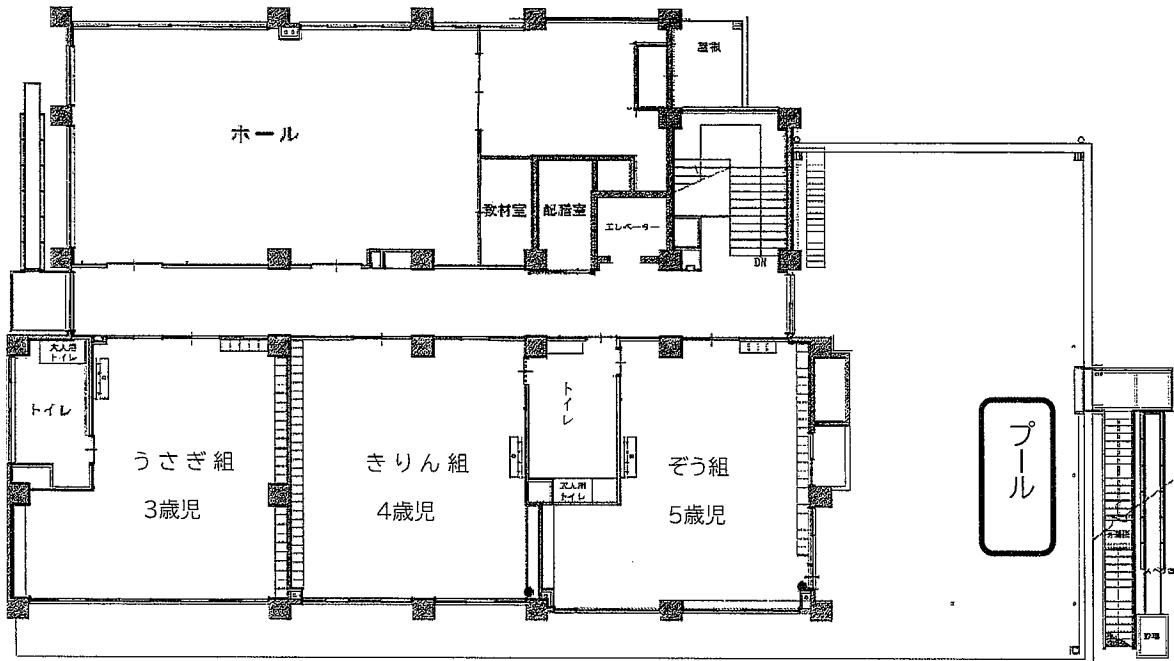 屋根
ホール
教材室
配膳室
エレベーター
DN
大人用
トイレ
トイレ
トイレ
うさぎ組
3歳児
きりん組
4歳児
大人用
トイレ
ぞう組
5歳児
プール